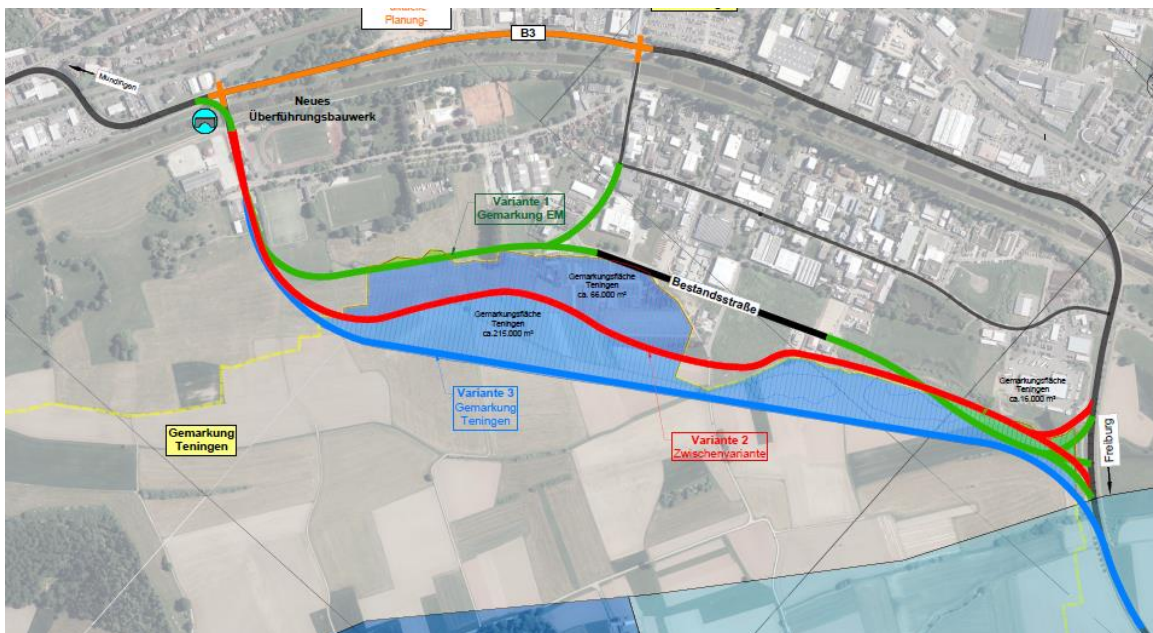 Planung-
B3
Mundingen
Neues
Überführungsbauwerk
Variante 1
Gemarkung EM
Gemarkungsfläche
Teningen
ca. 66.000 m²
Bestandsstraße
Gemarkungsfläche
Teningen
ca.215.000 m²
Gemarkungsfläche
Teningen
ca.15.000 m²
Variante 3
Gemarkung
Teningen
Gemarkung
Teningen
Variante 2
Zwischenvariante
Freiburg